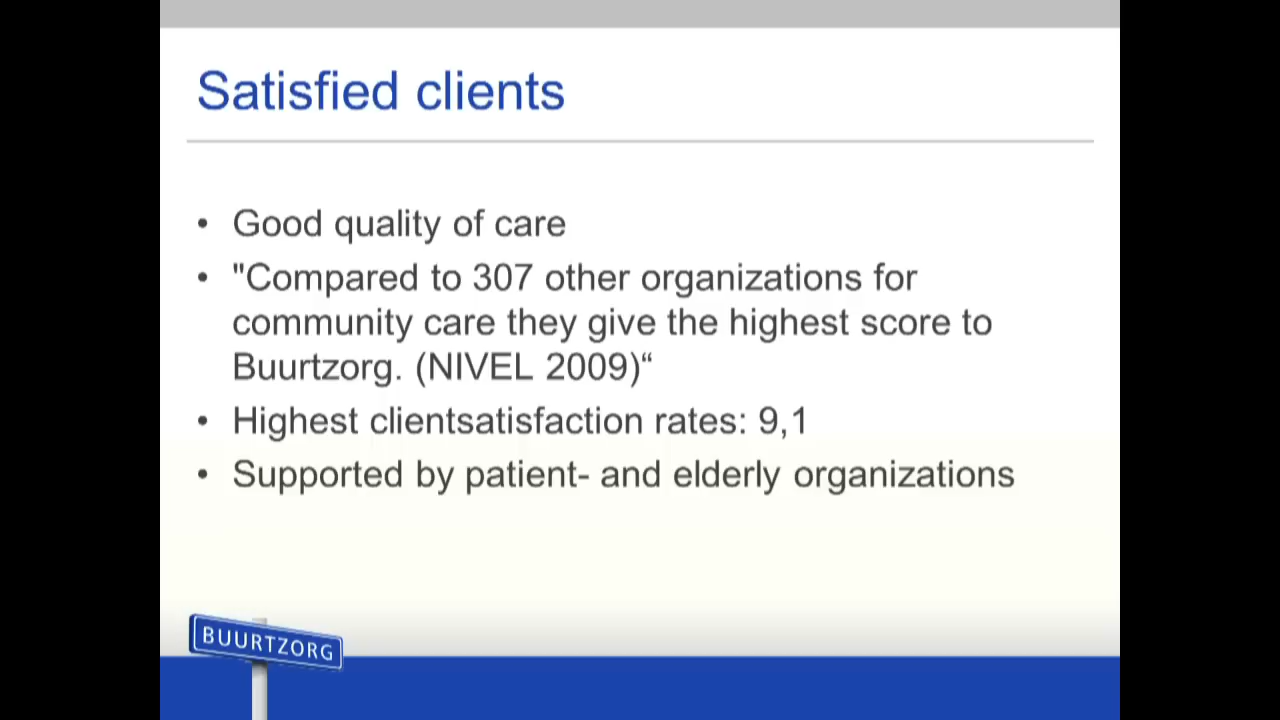 Satisfied clients
• Good quality of care
• "Compared to 307 other organizations for
community care they give the highest score to
Buurtzorg. (NIVEL 2009)“
• Highest clientsatisfaction rates: 9,1
• Supported by patient- and elderly organizations
BUURTZORG